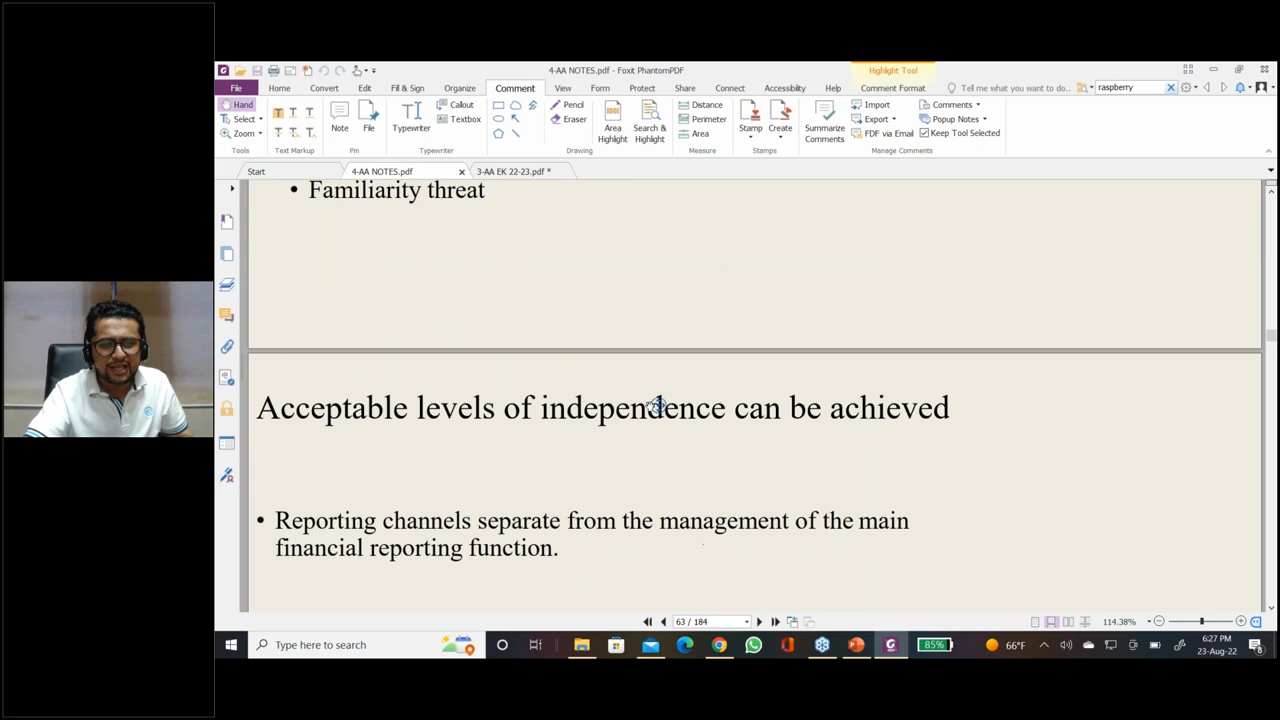 4-AA NOTES.pdf - Foxit PhantomPDF
Highlight Tool
File Home Convert Edit Fill & Sign Organize Comment View Form Protect Share Connect Accessibility Help Comment Format Tell me what you want to do... raspberry
Hand
Select
Zoom
Tools
Text Markup
Note
File
Pin
Typewriter
Callout
Textbox
Typewriter
Pencil
Eraser
Area Highlight
Search & Highlight
Drawing
Distance
Perimeter
Area
Measure
Stamp
Create
Stamps
Summarize Comments
Import
Export
FDF via Email
Comments
Popup Notes
Keep Tool Selected
Manage Comments
Start
4-AA NOTES.pdf
3-AA EK 22-23.pdf *
• Familiarity threat
Acceptable levels of independence can be achieved
• Reporting channels separate from the management of the main
financial reporting function.
63 / 184
114.38%
Type here to search
85%
66°F
6:27 PM
23-Aug-22
8